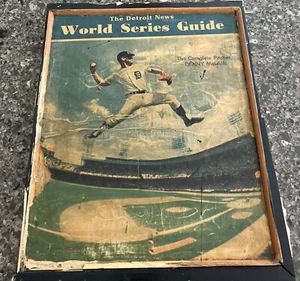 The Detroit News
World Series Guide
The Complete Pitcher
DENNY McLAIN